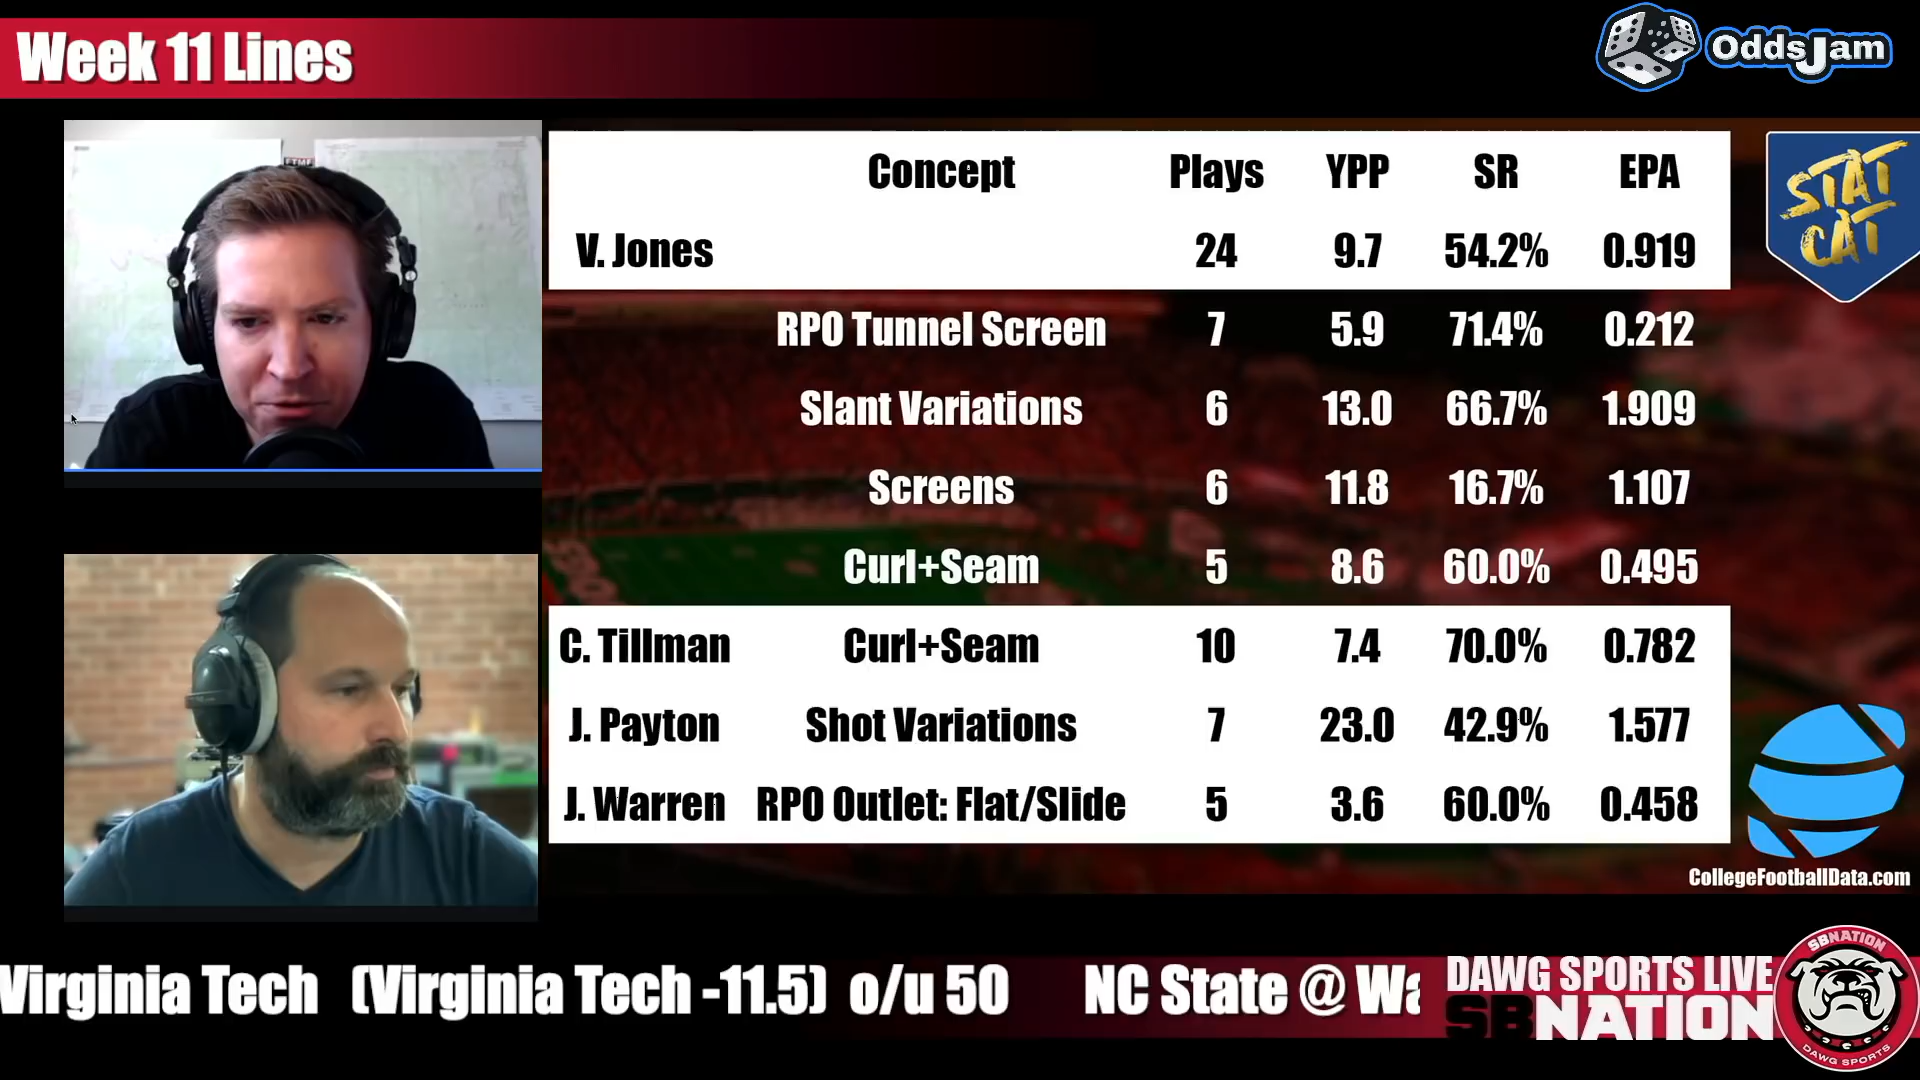 Week 11 Lines
OddsJam
STAT
CAT
Concept Plays YPP SR EPA
V. Jones 24 9.7 54.2% 0.919
RPO Tunnel Screen 7 5.9 71.4% 0.212
Slant Variations 6 13.0 66.7% 1.909
Screens 6 11.8 16.7% 1.107
Curl+Seam 5 8.6 60.0% 0.495
C. Tillman Curl+Seam 10 7.4 70.0% 0.782
J. Payton Shot Variations 7 23.0 42.9% 1.577
J. Warren RPO Outlet: Flat/Slide 5 3.6 60.0% 0.458
CollegeFootballData.com
Virginia Tech (Virginia Tech -11.5) o/u 50 NC State @ Wa
DAWG SPORTS LIVE
SBNATION
SBNATION
DAWG SPORTS